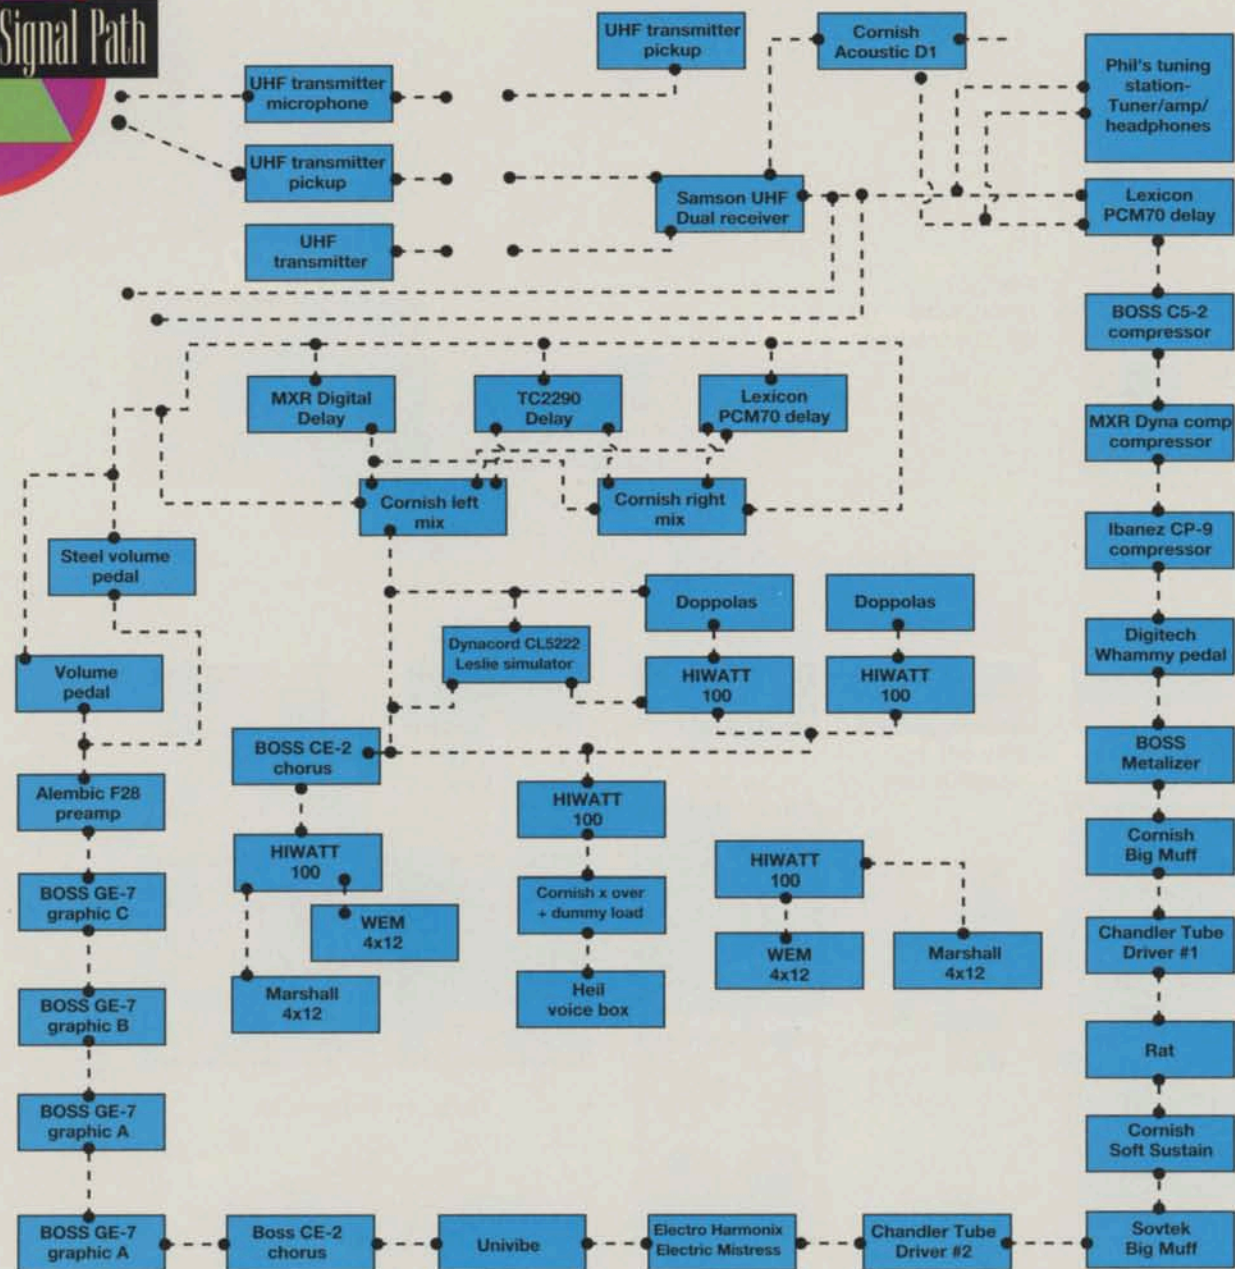 Signal Path
UHF transmitter
pickup
Cornish
Acoustic D1
Phil's tuning
station-
Tuner/amp/
headphones
UHF transmitter
microphone
UHF transmitter
pickup
UHF
transmitter
Samson UHF
Dual receiver
Lexicon
PCM70 delay
BOSS C5-2
compressor
MXR Dyna comp
compressor
Ibanez CP-9
compressor
Digitech
Whammy pedal
BOSS
Metalizer
Cornish
Big Muff
Chandler Tube
Driver #1
Rat
Cornish
Soft Sustain
Sovtek
Big Muff
MXR Digital
Delay
TC2290
Delay
Lexicon
PCM70 delay
Cornish left
mix
Cornish right
mix
Steel volume
pedal
Volume
pedal
Doppolas
Doppolas
Dynacord CL5222
Leslie simulator
HIWATT
100
HIWATT
100
BOSS CE-2
chorus
HIWATT
100
HIWATT
100
HIWATT
100
Cornish x over
+ dummy load
WEM
4x12
WEM
4x12
Marshall
4x12
Marshall
4x12
Heil
voice box
Alembic F28
preamp
BOSS GE-7
graphic C
BOSS GE-7
graphic B
BOSS GE-7
graphic A
BOSS GE-7
graphic A
Boss CE-2
chorus
Univibe
Electro Harmonix
Electric Mistress
Chandler Tube
Driver #2